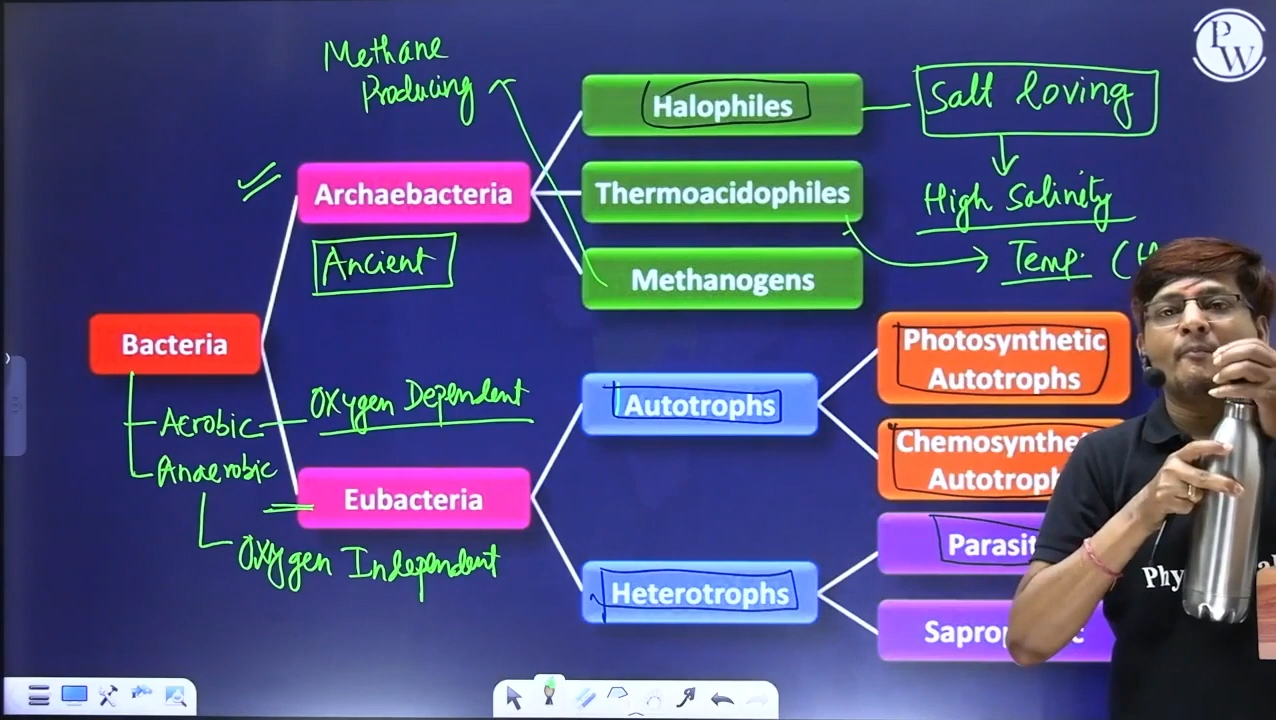 PW
Methane
Producing
Halophiles
Salt loving
High Salinity
Archaebacteria
Thermoacidophiles
Temp. (
Ancient
Methanogens
Bacteria
Photosynthetic
Autotrophs
Aerobic
Oxygen Dependent
Autotrophs
Anaerobic
Eubacteria
Oxygen Independent
Heterotrophs